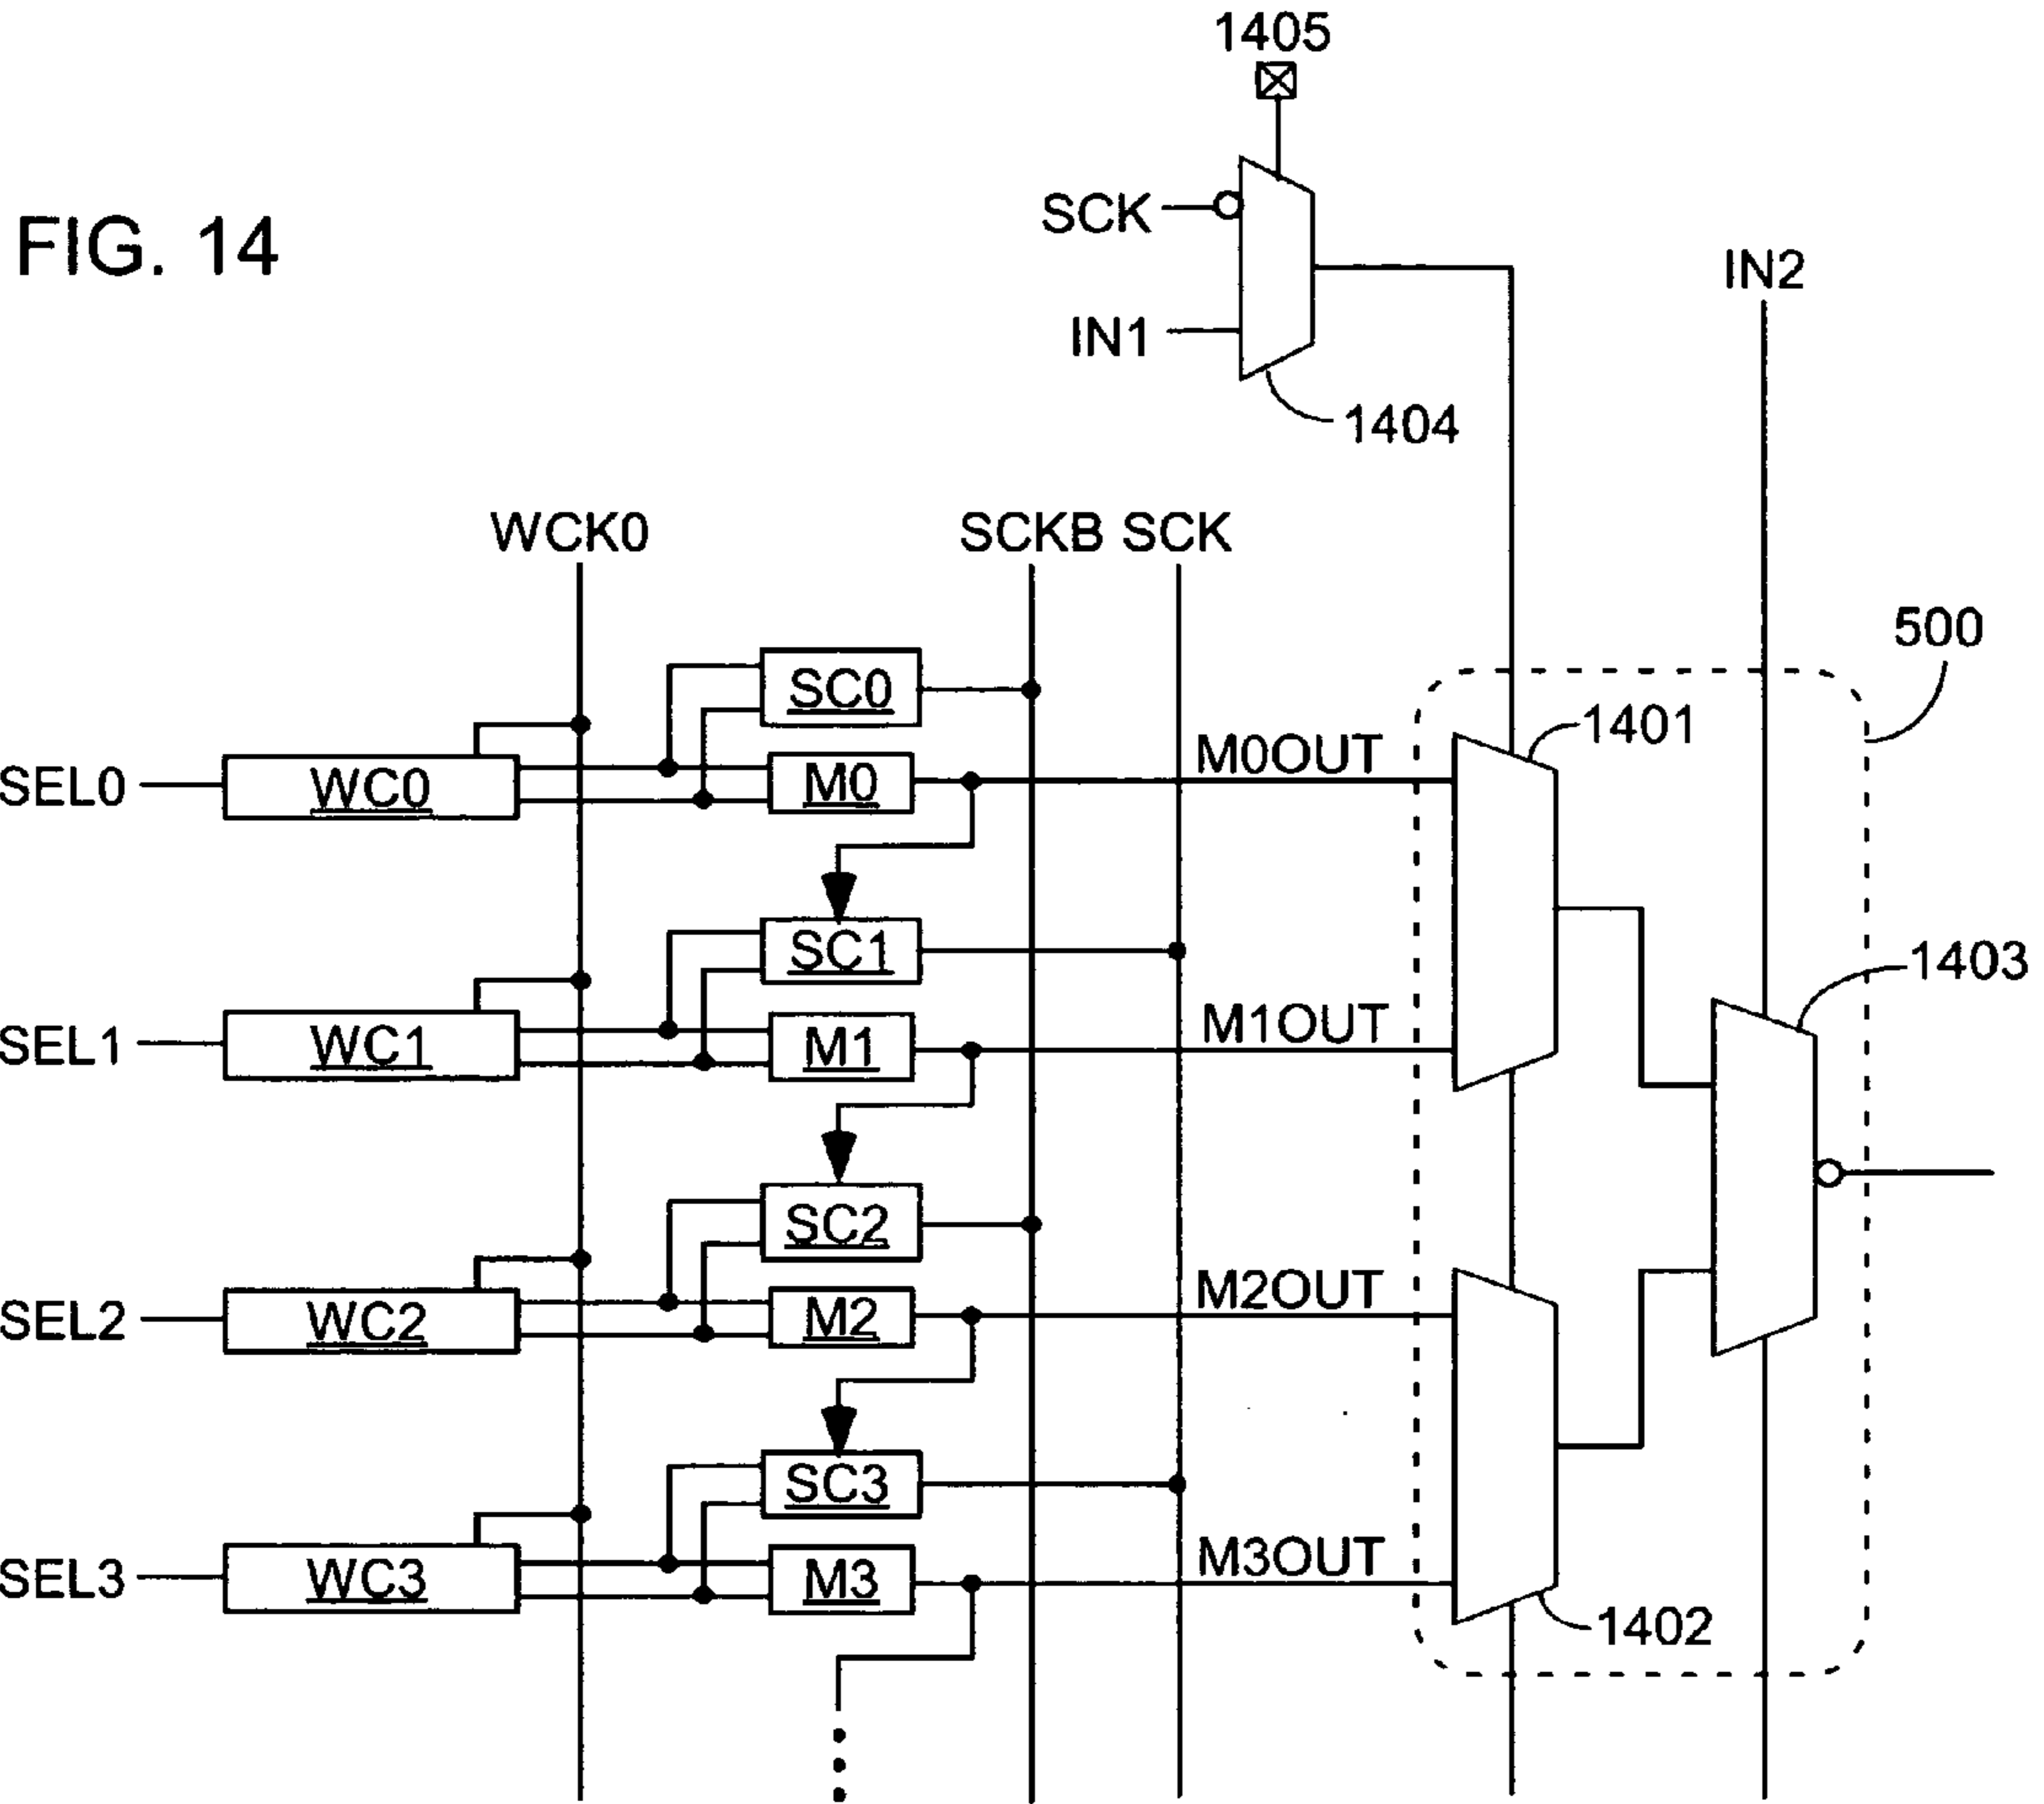 1405
SCK
FIG. 14
IN1
IN2
1404
WCK0
SCKB
SCK
500
SC0
M0OUT
1401
SEL0
WC0
M0
SC1
1403
SEL1
WC1
M1
M1OUT
SC2
SEL2
WC2
M2
M2OUT
SC3
SEL3
WC3
M3
M3OUT
1402